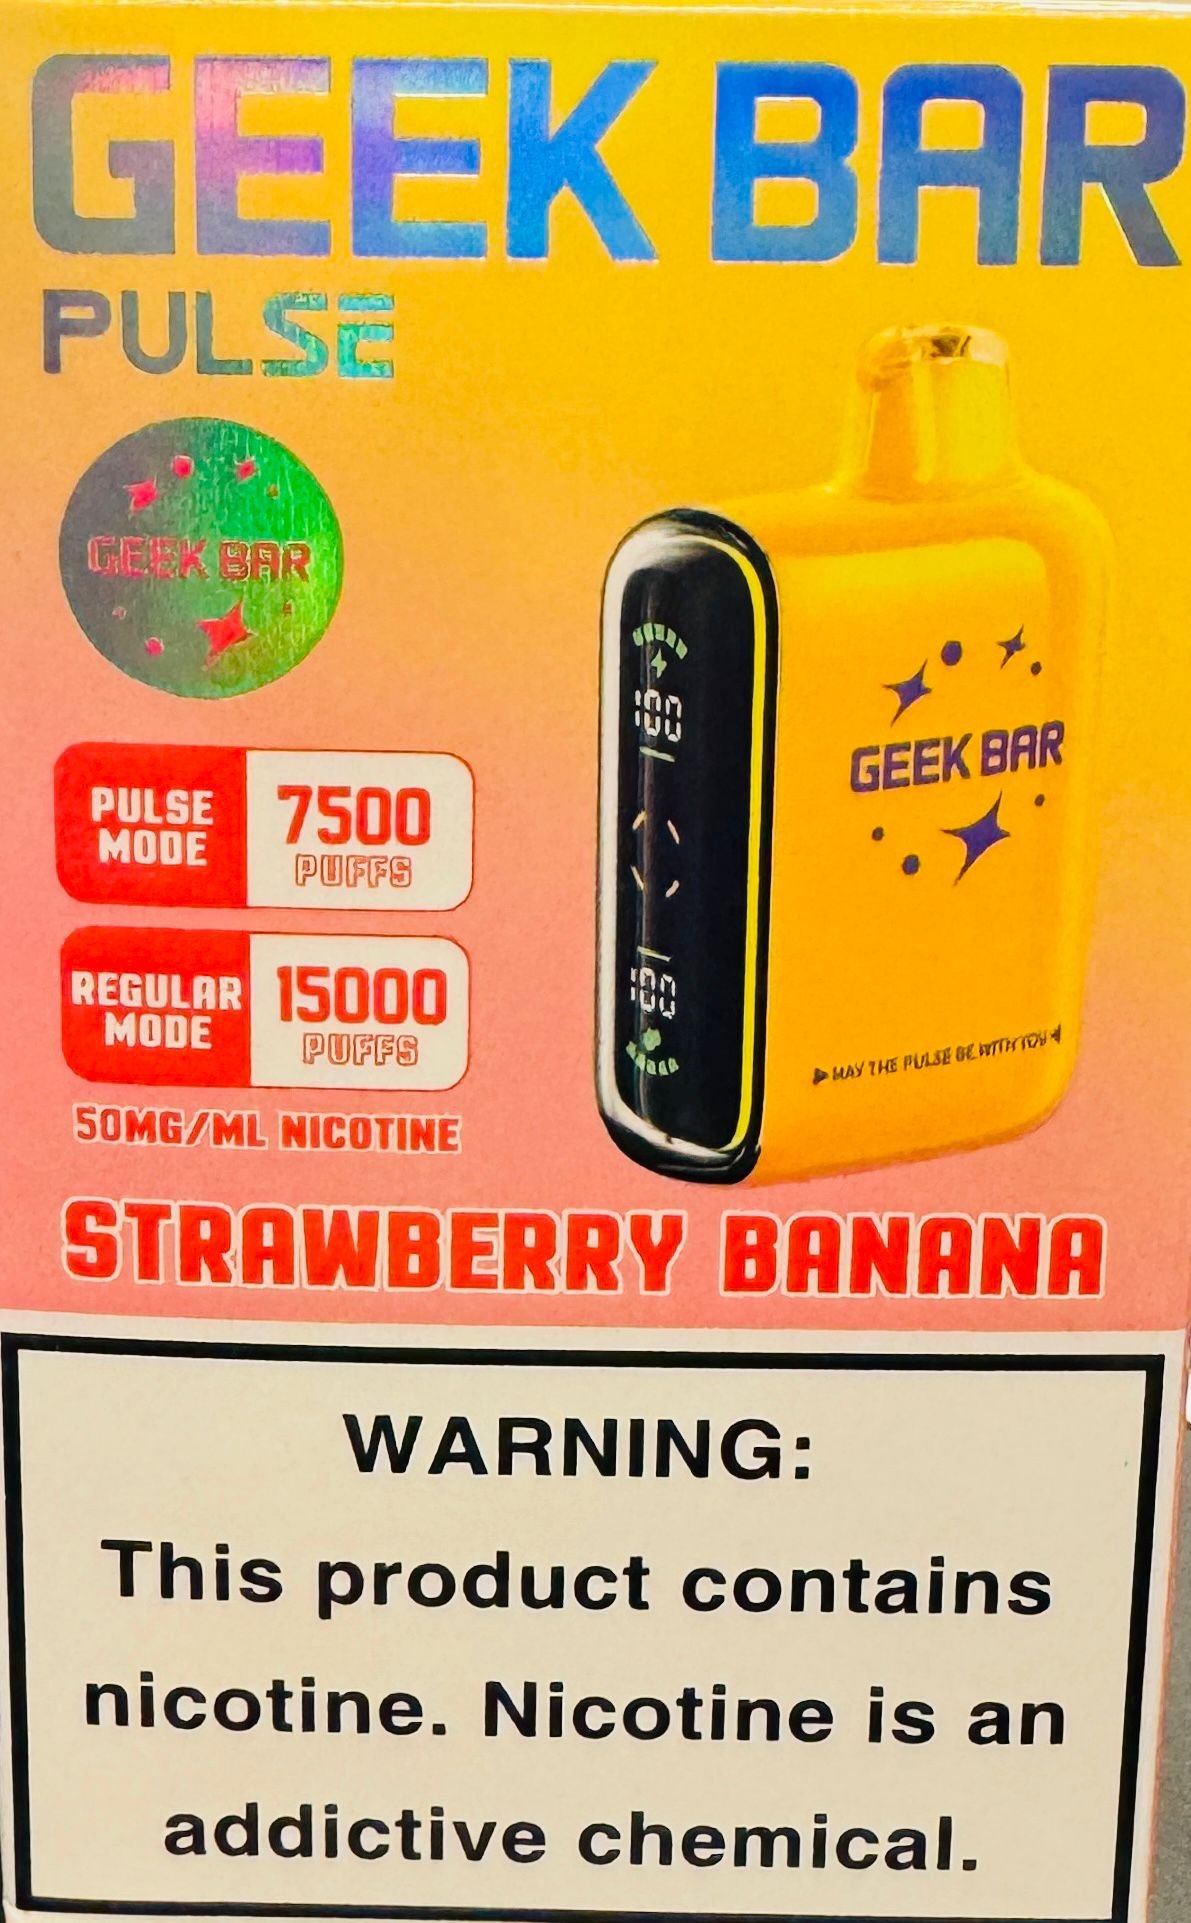 GEEK BAR
PULSE
GEEK BAR
PULSE
MODE
7500
PUFFS
REGULAR
MODE
15000
PUFFS
50MG/ML NICOTINE
100
100
GEEK BAR
MAY THE PULSE BE WITH YOU
STRAWBERRY BANANA
WARNING:
This product contains
nicotine. Nicotine is an
addictive chemical.